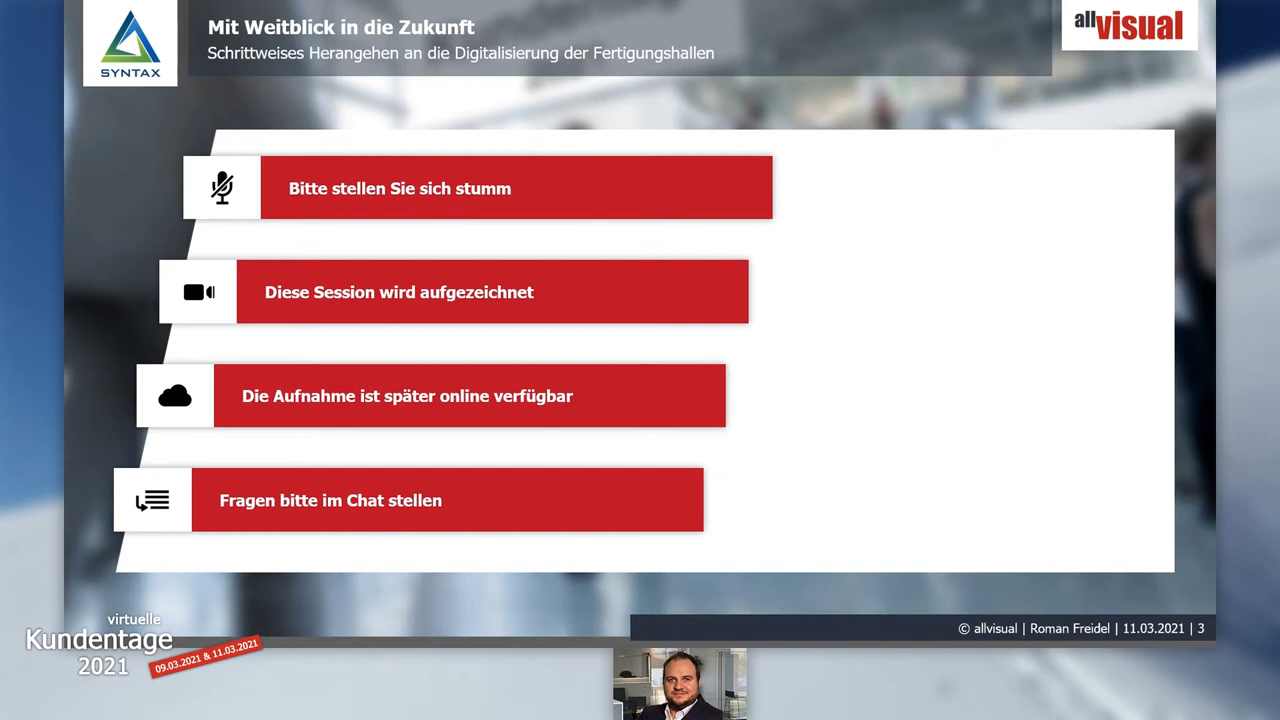 SYNTAX
Mit Weitblick in die Zukunft
Schrittweises Herangehen an die Digitalisierung der Fertigungshallen
allvisual
Bitte stellen Sie sich stumm
Diese Session wird aufgezeichnet
Die Aufnahme ist später online verfügbar
Fragen bitte im Chat stellen
© allvisual | Roman Freidel | 11.03.2021 | 3
virtuelle
Kundentage
2021
09.03.2021 & 11.03.2021